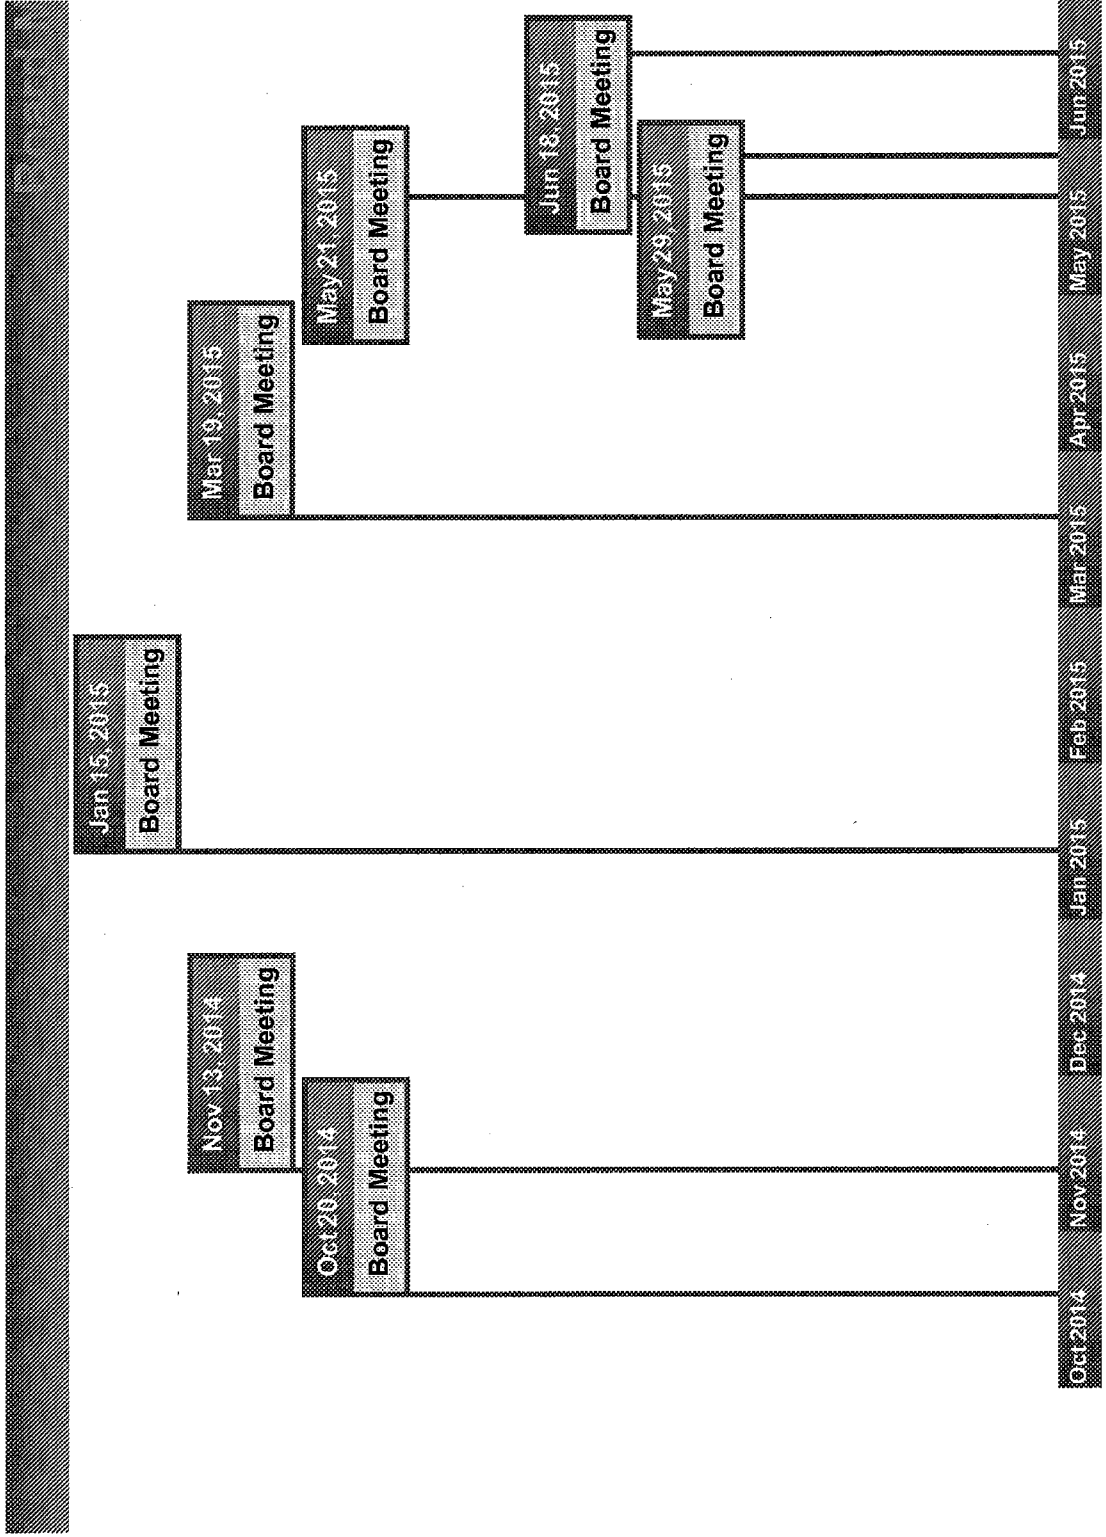 Jan 15, 2015
Board Meeting
Nov 13, 2014
Board Meeting
Mar 19, 2015
Board Meeting
Oct 20, 2014
Board Meeting
May 21, 2015
Board Meeting
Jun 18, 2015
Board Meeting
May 29, 2015
Board Meeting
Oct 2014
Nov 2014
Dec 2014
Jan 2015
Feb 2015
Mar 2015
Apr 2015
May 2015
Jun 2015